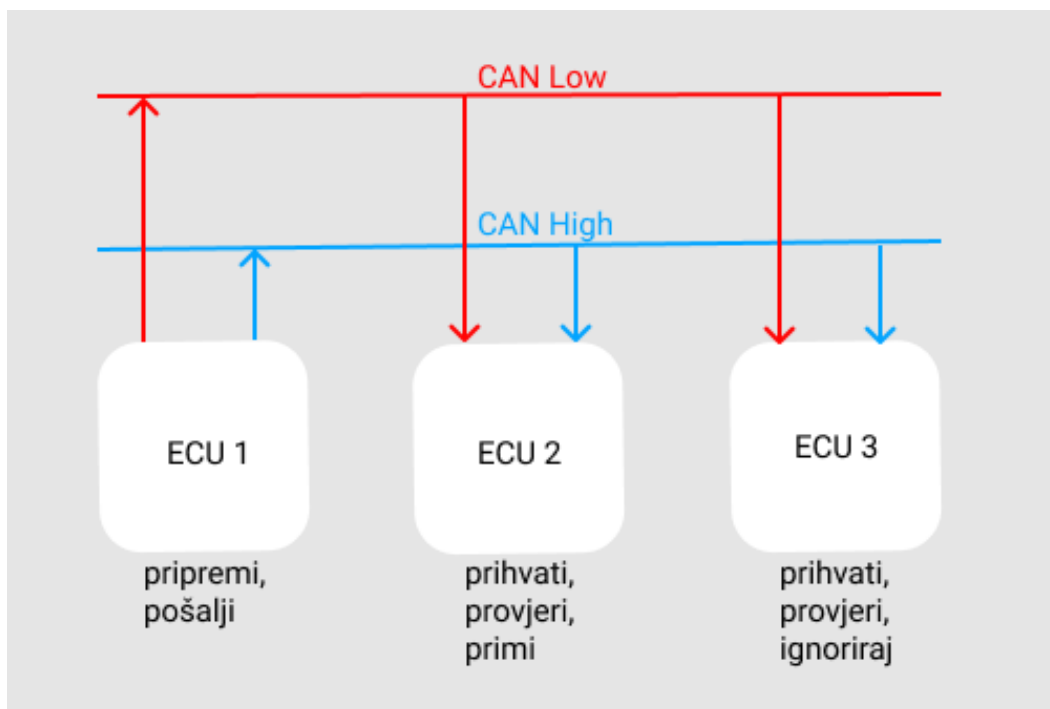 CAN Low
CAN High
ECU 1
ECU 2
ECU 3
pripremi,
pošalji
prihvati,
provjeri,
primi
prihvati,
provjeri,
ignoriraj